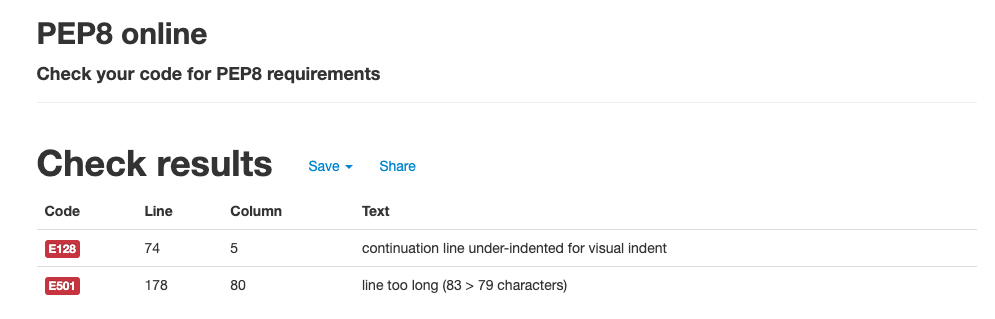 PEP8 online
Check your code for PEP8 requirements
Check results Save Share
Code Line Column Text
E128 74 5 continuation line under-indented for visual indent
E501 178 80 line too long (83 > 79 characters)